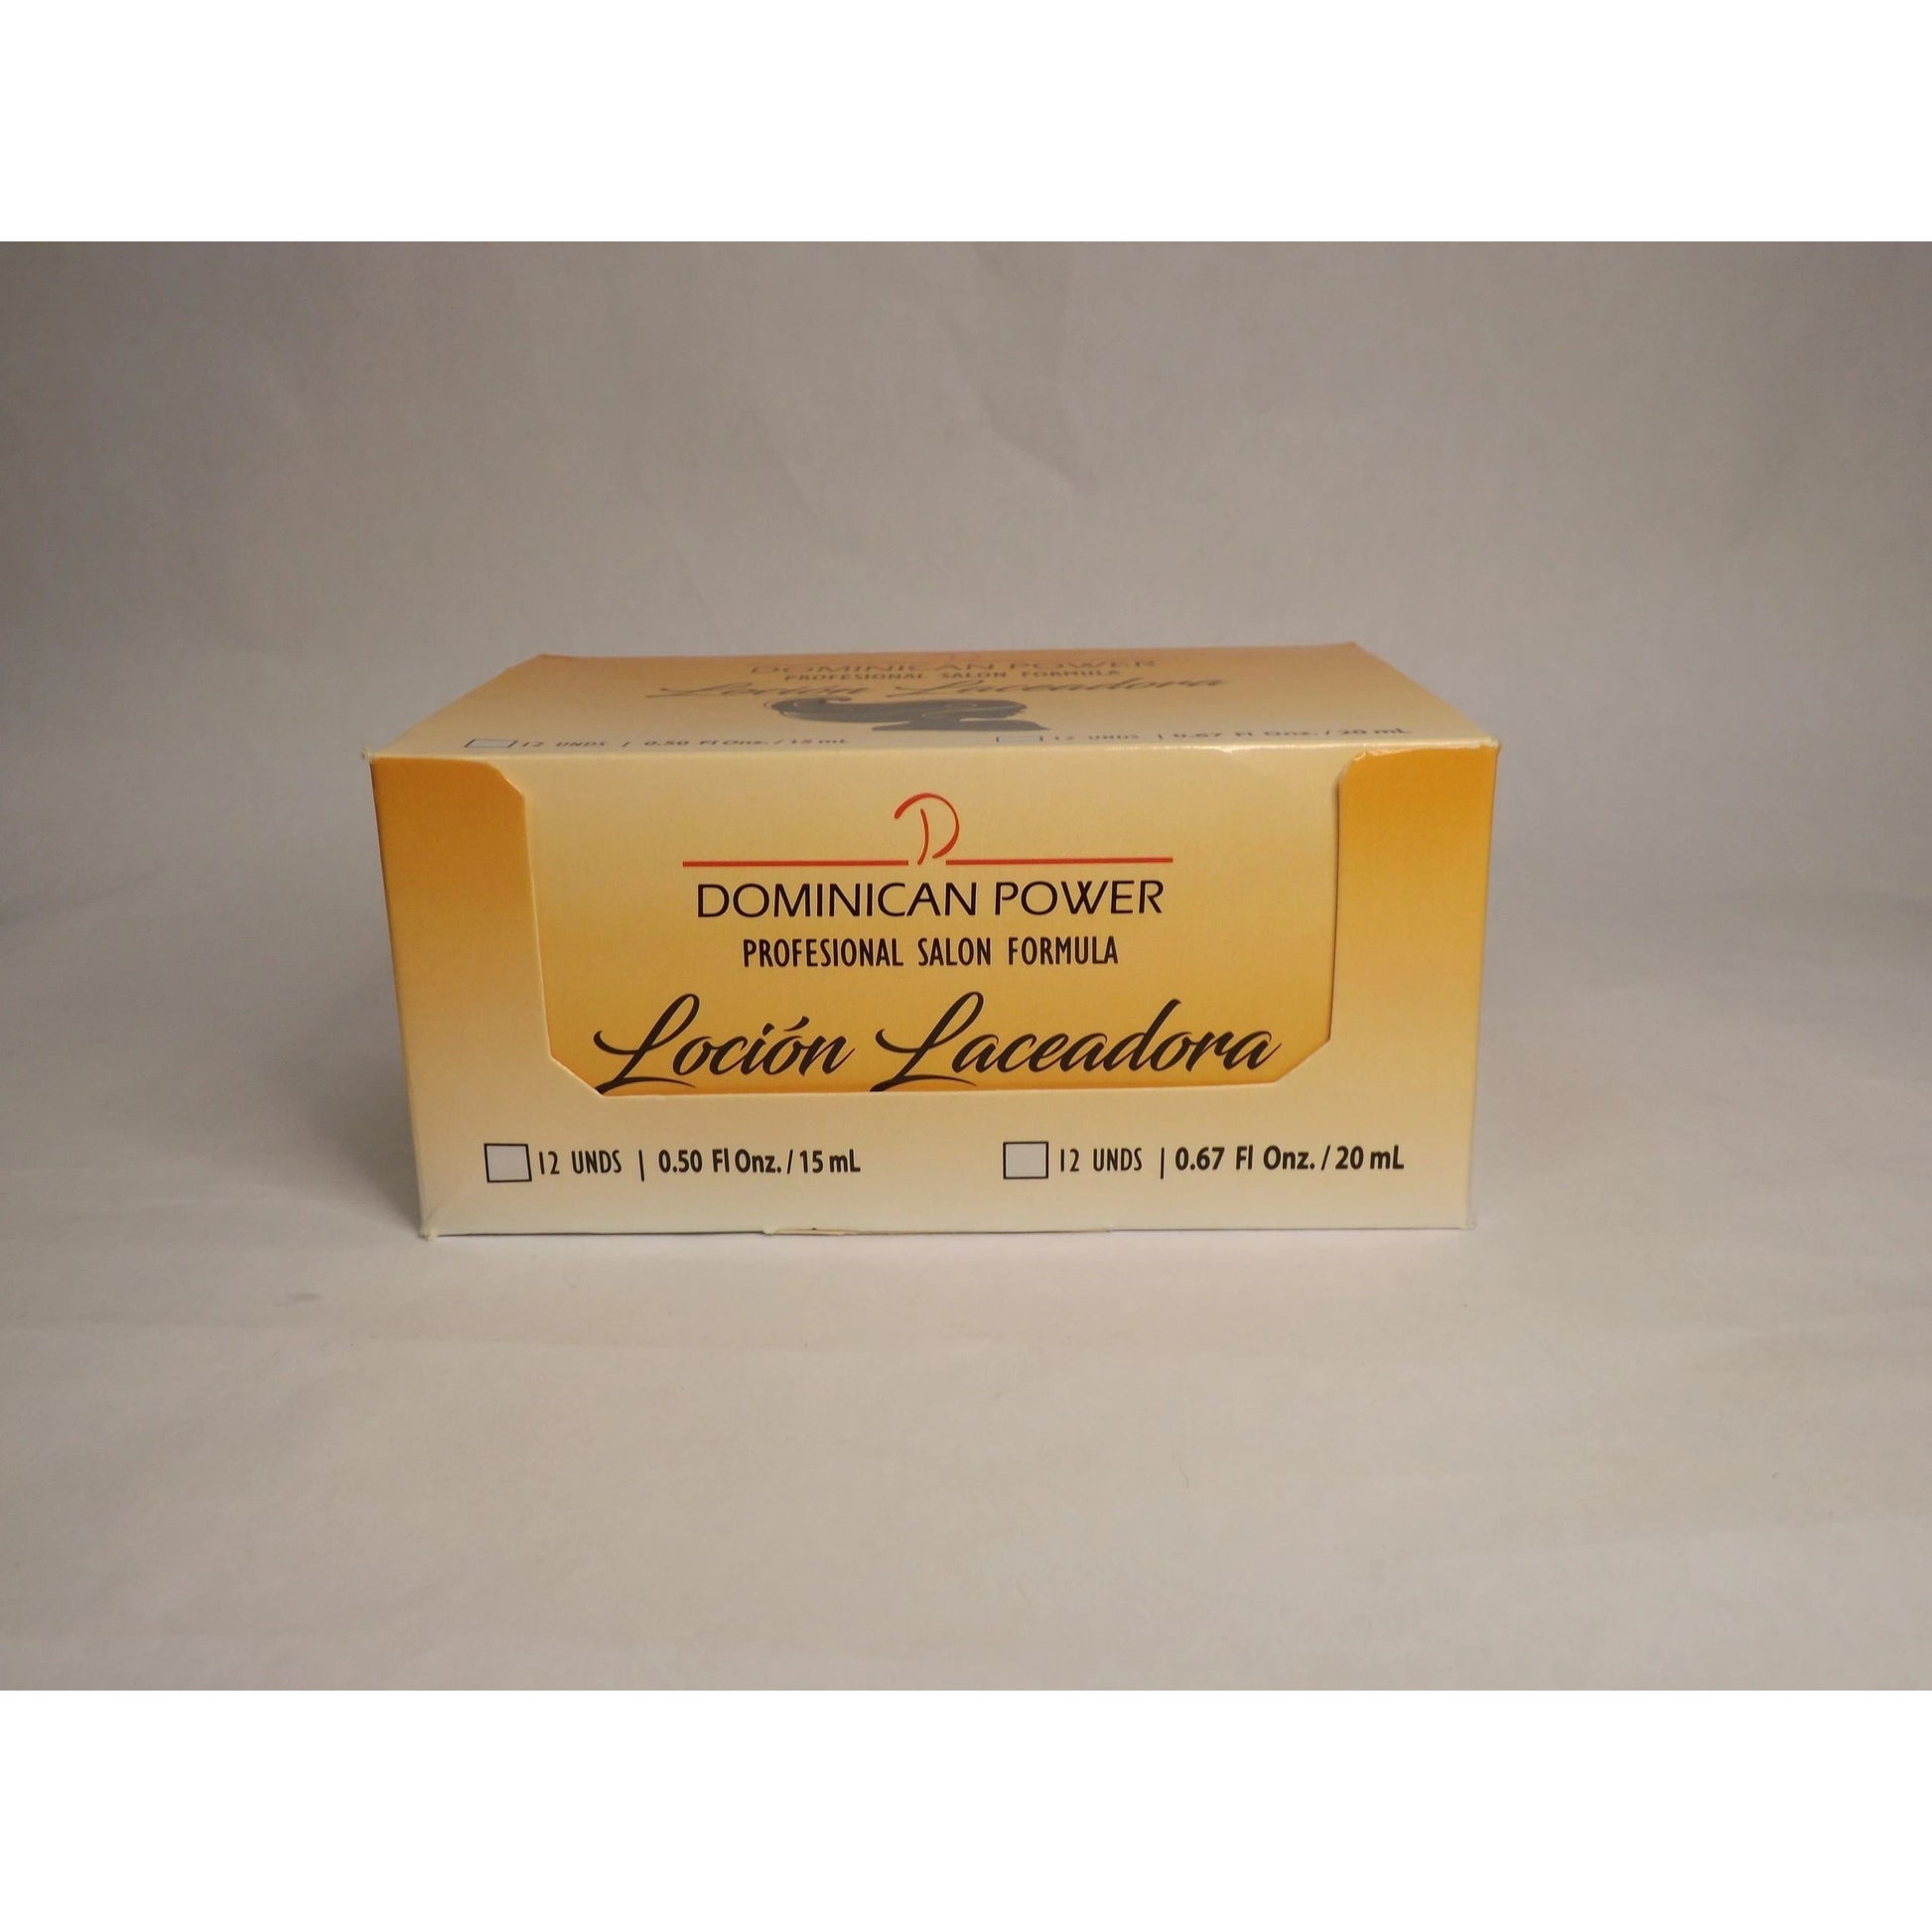 DOMINICAN POWER
PROFESIONAL SALON FORMULA
Loción Laceadora
12 UNDS | 0.50 Fl Onz. / 15 mL
12 UNDS | 0.67 Fl Onz. / 20 mL
D
DOMINICAN POWER
PROFESIONAL SALON FORMULA
Loción Laceadora
12 UNDS | 0.50 Fl Onz. / 15 mL
12 UNDS | 0.67 Fl Onz. / 20 mL